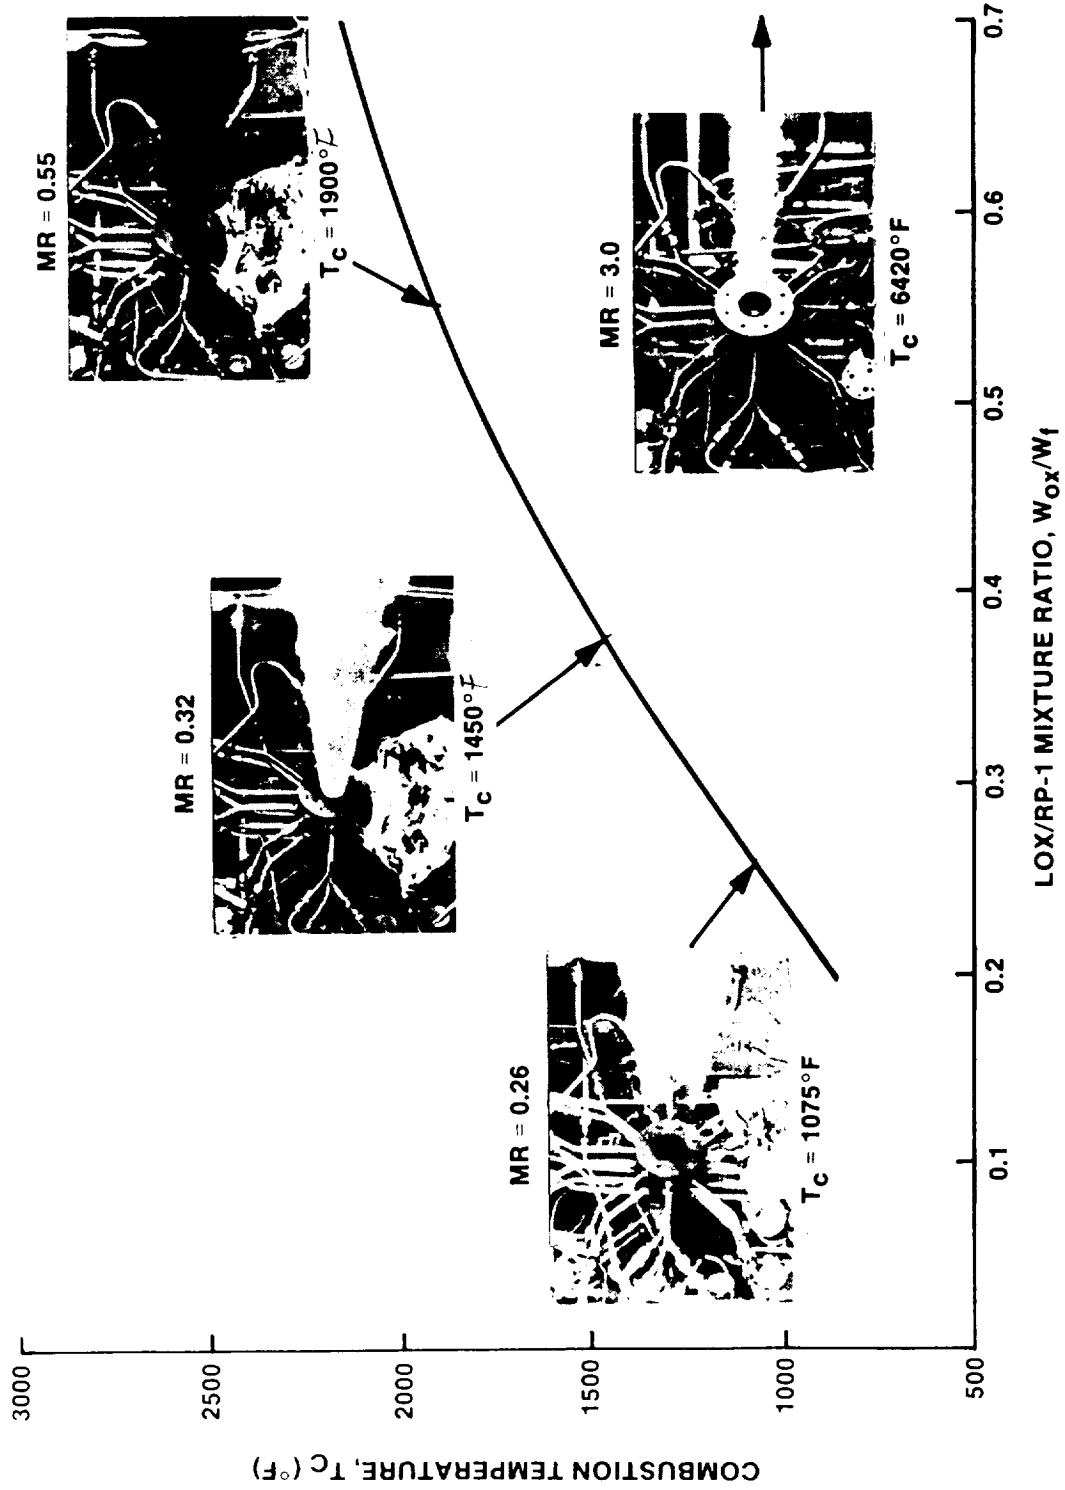 MR = 0.55
T_C = 1900°F
MR = 0.32
T_C = 1450°F
MR = 0.26
T_C = 1075°F
MR = 3.0
T_C = 6420°F
3000
2500
2000
1500
1000
500
COMBUSTION TEMPERATURE, T_C (°F)
0.1
0.2
0.3
0.4
0.5
0.6
0.7
LOX/RP-1 MIXTURE RATIO, W_ox/W_f